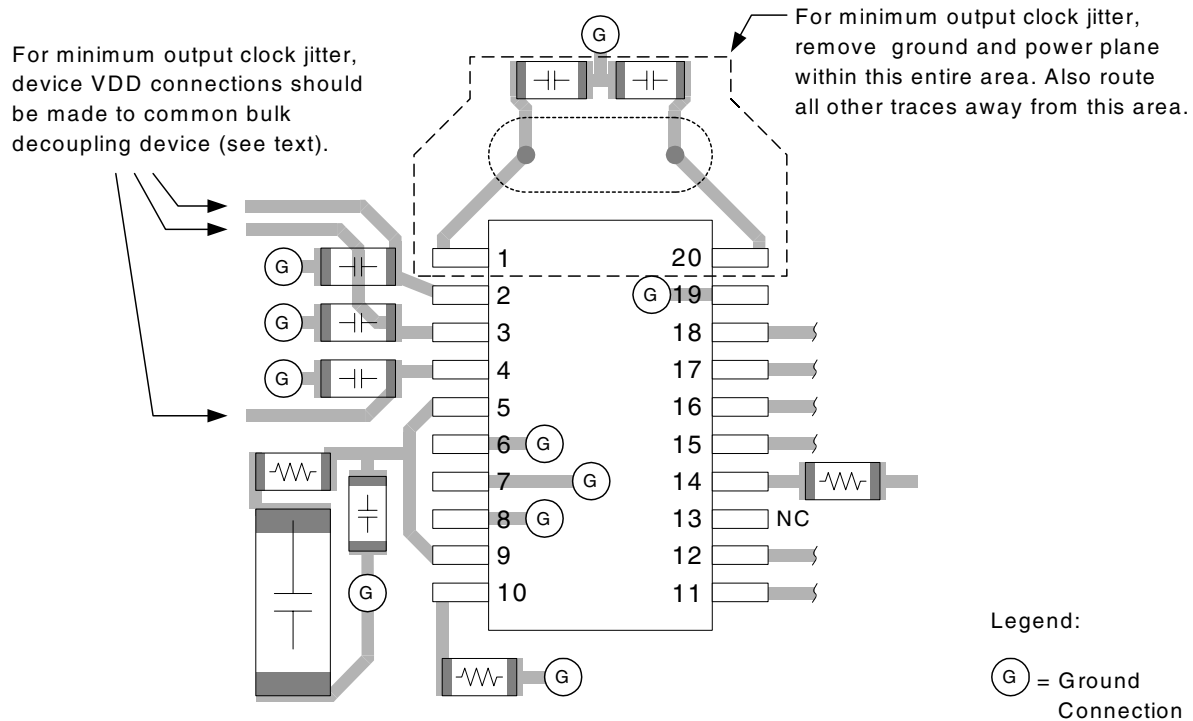 For minimum output clock jitter,
device VDD connections should
be made to common bulk
decoupling device (see text).
For minimum output clock jitter,
remove ground and power plane
within this entire area. Also route
all other traces away from this area.
G
1
20
G
2
G
19
G
3
18
G
4
17
5
16
6
G
15
7
G
14
8
G
13
NC
9
12
G
10
11
G
Legend:
G = Ground
Connection